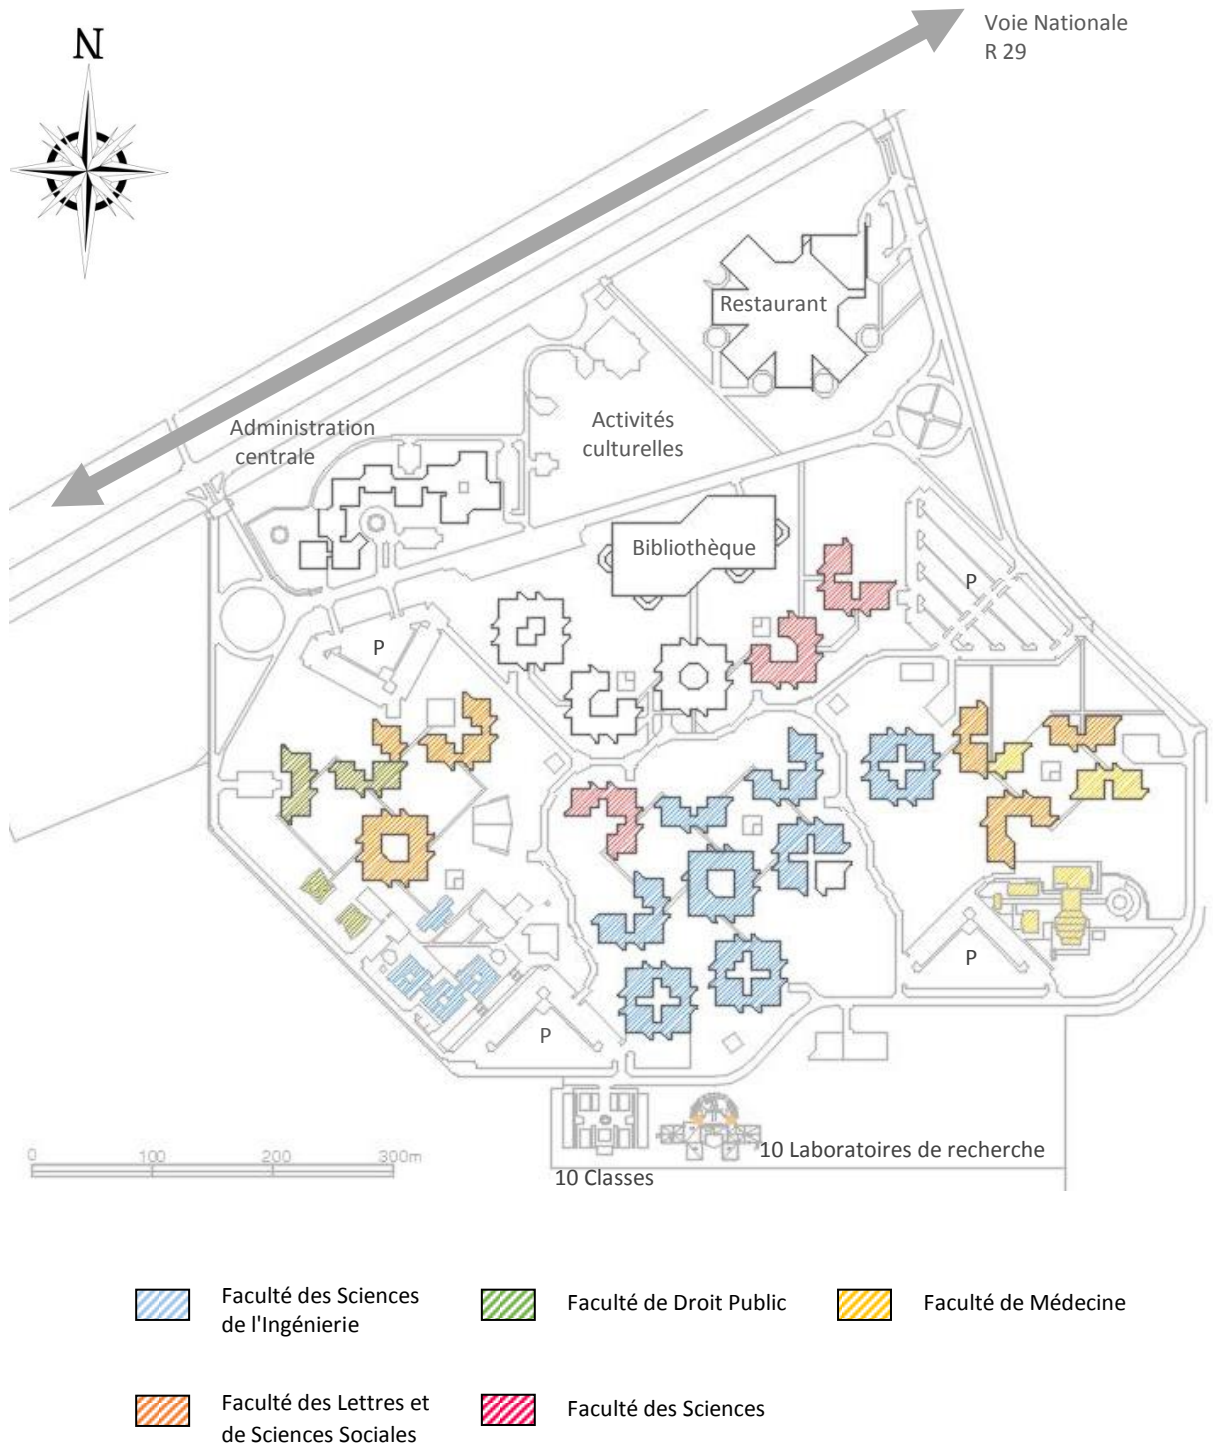 Voie Nationale
R 29
N
Restaurant
Administration
centrale
Activités
culturelles
Bibliothèque
P
P
P
P
0 100 200 300m
10 Laboratoires de recherche
10 Classes
Faculté des Sciences
de l'Ingénierie
Faculté de Droit Public
Faculté de Médecine
Faculté des Lettres et
de Sciences Sociales
Faculté des Sciences